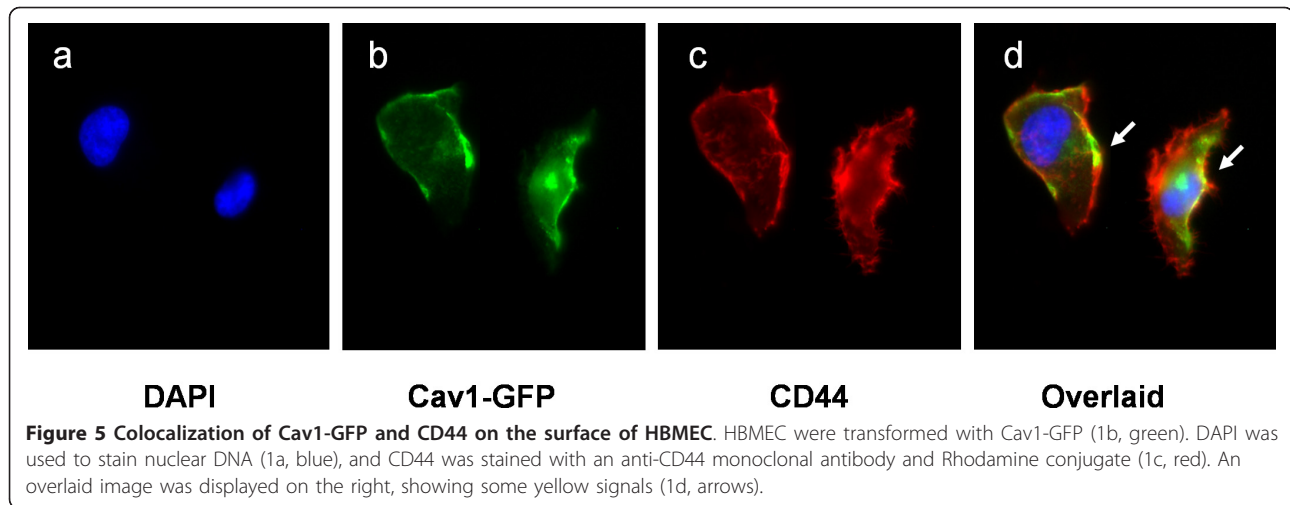 a b c d
DAPI Cav1-GFP CD44 Overlaid
Figure 5 Colocalization of Cav1-GFP and CD44 on the surface of HBMEC. HBMEC were transformed with Cav1-GFP (1b, green). DAPI was
used to stain nuclear DNA (1a, blue), and CD44 was stained with an anti-CD44 monoclonal antibody and Rhodamine conjugate (1c, red). An
overlaid image was displayed on the right, showing some yellow signals (1d, arrows).